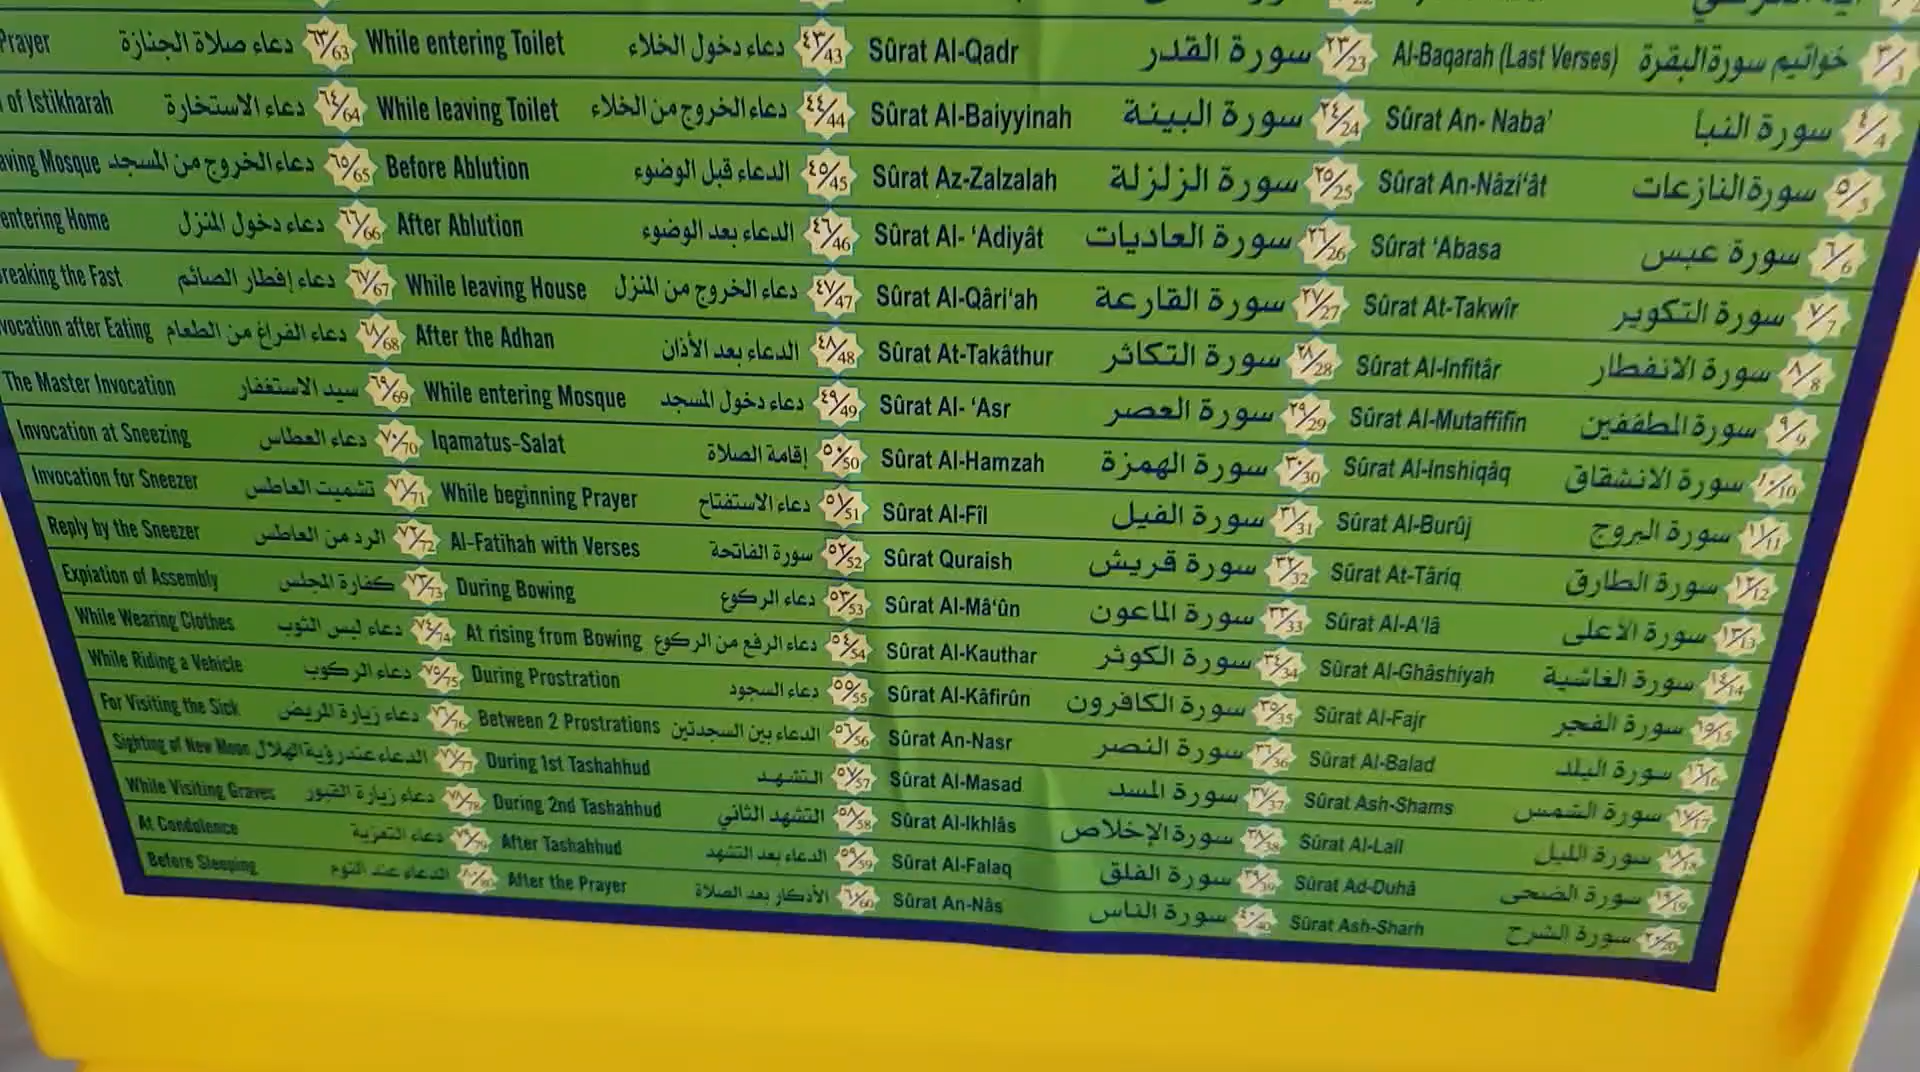 ٣/3 خواتيم سورة البقرة Al-Baqarah (Last Verses)
٤/4 سورة النبأ Sûrat An- Naba’
٥/5 سورة النازعات Sûrat An-Nâzi‘ât
٦/6 سورة عبس Sûrat ‘Abasa
٧/7 سورة التكوير Sûrat At-Takwîr
٨/8 سورة الانفطار Sûrat Al-Infitâr
٩/9 سورة المطففين Sûrat Al-Mutaffifîn
١٠/10 سورة الانشقاق Sûrat Al-Inshiqâq
١١/11 سورة البروج Sûrat Al-Burûj
١٢/12 سورة الطارق Sûrat At-Târiq
١٣/13 سورة الاعلى Sûrat Al-A‘lâ
١٤/14 سورة الغاشية Sûrat Al-Ghâshiyah
١٥/15 سورة الفجر Sûrat Al-Fajr
١٦/16 سورة البلد Sûrat Al-Balad
١٧/17 سورة الشمس Sûrat Ash-Shams
١٨/18 سورة الليل Sûrat Al-Lail
١٩/19 سورة الضحى Sûrat Ad-Duhâ
٢٠/20 سورة الشرح Sûrat Ash-Sharh
٢٣/23 سورة القدر Sûrat Al-Qadr
٢٤/24 سورة البينة Sûrat Al-Baiyyinah
٢٥/25 سورة الزلزلة Sûrat Az-Zalzalah
٢٦/26 سورة العاديات Sûrat Al- ‘Adiyât
٢٧/27 سورة القارعة Sûrat Al-Qâri‘ah
٢٨/28 سورة التكاثر Sûrat At-Takâthur
٢٩/29 سورة العصر Sûrat Al- ‘Asr
٣٠/30 سورة الهمزة Sûrat Al-Hamzah
٣١/31 سورة الفيل Sûrat Al-Fîl
٣٢/32 سورة قريش Sûrat Quraish
٣٣/33 سورة الماعون Sûrat Al-Mâ‘ûn
٣٤/34 سورة الكوثر Sûrat Al-Kauthar
٣٥/35 سورة الكافرون Sûrat Al-Kâfirûn
٣٦/36 سورة النصر Sûrat An-Nasr
٣٧/37 سورة المسد Sûrat Al-Masad
٣٨/38 سورة الإخلاص Sûrat Al-Ikhlâs
٣٩/39 سورة الفلق Sûrat Al-Falaq
٤٠/40 سورة الناس Sûrat An-Nâs
٤٣/43 دعاء دخول الخلاء While entering Toilet
٤٤/44 دعاء الخروج من الخلاء While leaving Toilet
٤٥/45 الدعاء قبل الوضوء Before Ablution
٤٦/46 الدعاء بعد الوضوء After Ablution
٤٧/47 دعاء الخروج من المنزل While leaving House
٤٨/48 الدعاء بعد الأذان After the Adhan
٤٩/49 دعاء دخول المسجد While entering Mosque
٥٠/50 إقامة الصلاة Iqamatus-Salat
٥١/51 دعاء الاستفتاح While beginning Prayer
٥٢/52 سورة الفاتحة Al-Fatihah with Verses
٥٣/53 دعاء الركوع During Bowing
٥٤/54 دعاء الرفع من الركوع At rising from Bowing
٥٥/55 دعاء السجود During Prostration
٥٦/56 الدعاء بين السجدتين Between 2 Prostrations
٥٧/57 التشهد During 1st Tashahhud
٥٨/58 التشهد الثاني During 2nd Tashahhud
٥٩/59 الدعاء بعد التشهد After Tashahhud
٦٠/60 الأذكار بعد الصلاة After the Prayer
٦٣/63 دعاء صلاة الجنازة Prayer
٦٤/64 دعاء الاستخارة of Istikharah
٦٥/65 دعاء الخروج من المسجد Mosque
٦٦/66 دعاء دخول المنزل entering Home
٦٧/67 دعاء إفطار الصائم the Fast
٦٨/68 دعاء الفراغ من الطعام after Eating
٦٩/69 سيد الاستغفار The Master Invocation
٧٠/70 دعاء العطاس Invocation at Sneezing
٧١/71 تشميت العاطس Invocation for Sneezer
٧٢/72 الرد من العاطس Reply by the Sneezer
٧٣/73 كفارة المجلس Expiation of Assembly
٧٤/74 دعاء لبس الثوب While Wearing Clothes
٧٥/75 دعاء الركوب While Riding a Vehicle
٧٦/76 دعاء زيارة المريض For Visiting the Sick
٧٧/77 الدعاء عند رؤية الهلال Sighting of New Moon
٧٨/78 دعاء زيارة القبور While Visiting Graves
٧٩/79 دعاء التعزية At Condolence
٨٠/80 الدعاء عند النوم Before Sleeping